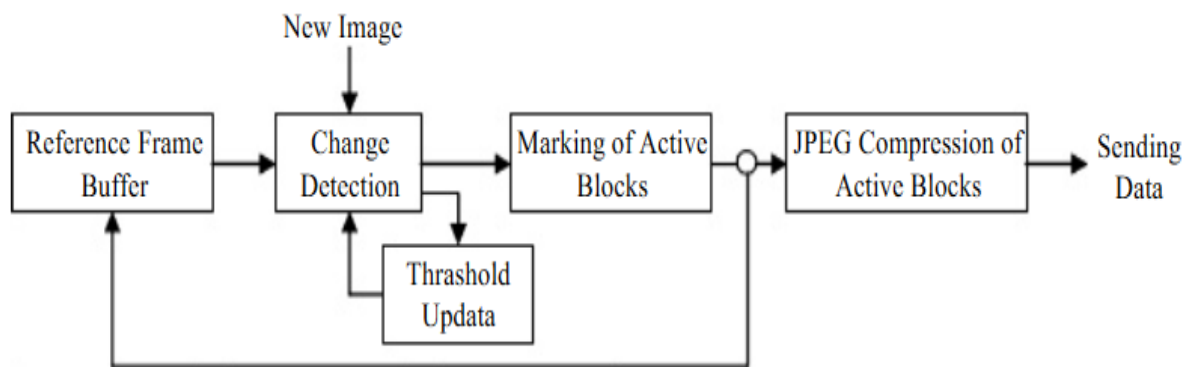 New Image
Reference Frame
Buffer
Change
Detection
Marking of Active
Blocks
JPEG Compression of
Active Blocks
Sending
Data
Thrashold
Updata